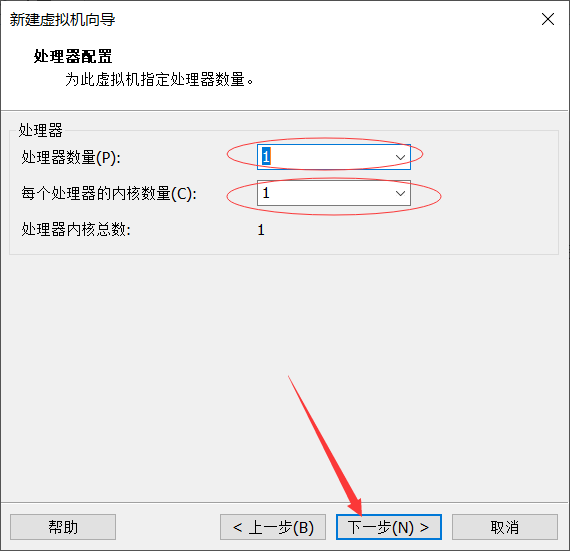 新建虚拟机向导
处理器配置
为此虚拟机指定处理器数量。
处理器
处理器数量(P): 1
每个处理器的内核数量(C): 1
处理器内核总数: 1
帮助 < 上一步(B) 下一步(N) > 取消